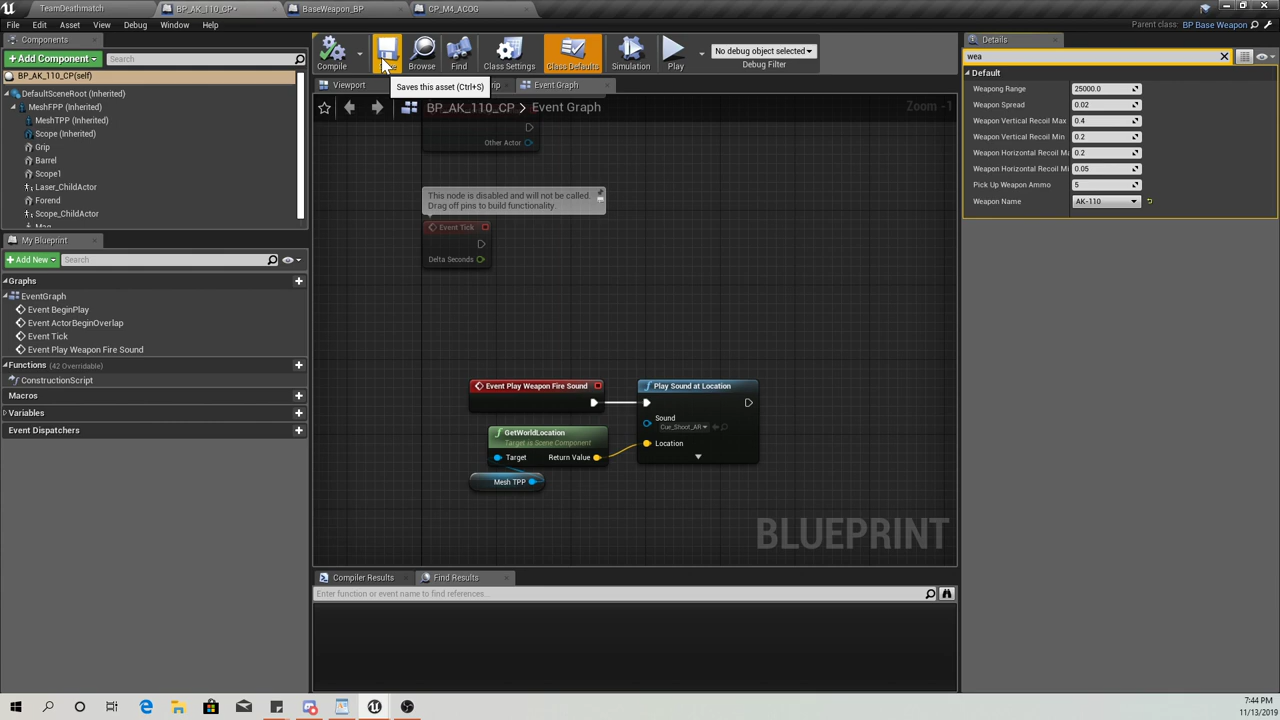 TeamDeathmatch
BP_AK_110_CP*
BaseWeapon_BP
CP_M4_ACOG
File
Edit
Asset
View
Debug
Window
Help
Parent class: BP Base Weapon
Components
Add Component
Search
BP_AK_110_CP(self)
DefaultSceneRoot (Inherited)
MeshFPP (Inherited)
MeshTPP (Inherited)
Scope (Inherited)
Grip
Barrel
Scope1
Laser_ChildActor
Forend
Scope_ChildActor
My Blueprint
Add New
Search
Graphs
EventGraph
Event BeginPlay
Event ActorBeginOverlap
Event Tick
Event Play Weapon Fire Sound
Functions (42 Overridable)
ConstructionScript
Macros
Variables
Event Dispatchers
Compile
Browse
Find
Class Settings
Class Defaults
Simulation
Play
No debug object selected
Debug Filter
Saves this asset (Ctrl+S)
Viewport
Event Graph
BP_AK_110_CP > Event Graph
Zoom -1
Other Actor
This node is disabled and will not be called.
Drag off pins to build functionality.
Event Tick
Delta Seconds
Event Play Weapon Fire Sound
Play Sound at Location
Sound
Cue_Shoot_AR
Location
GetWorldLocation
Target is Scene Component
Target
Return Value
Mesh TPP
BLUEPRINT
Compiler Results
Find Results
Enter function or event name to find references...
Details
wea
Default
Weapong Range 25000.0
Weapon Spread 0.02
Weapon Vertical Recoil Max 0.4
Weapon Vertical Recoil Min 0.2
Weapon Horizontal Recoil Ma 0.2
Weapon Horizontal Recoil M 0.05
Pick Up Weapon Ammo 5
Weapon Name AK-110
7:44 PM
11/13/2019